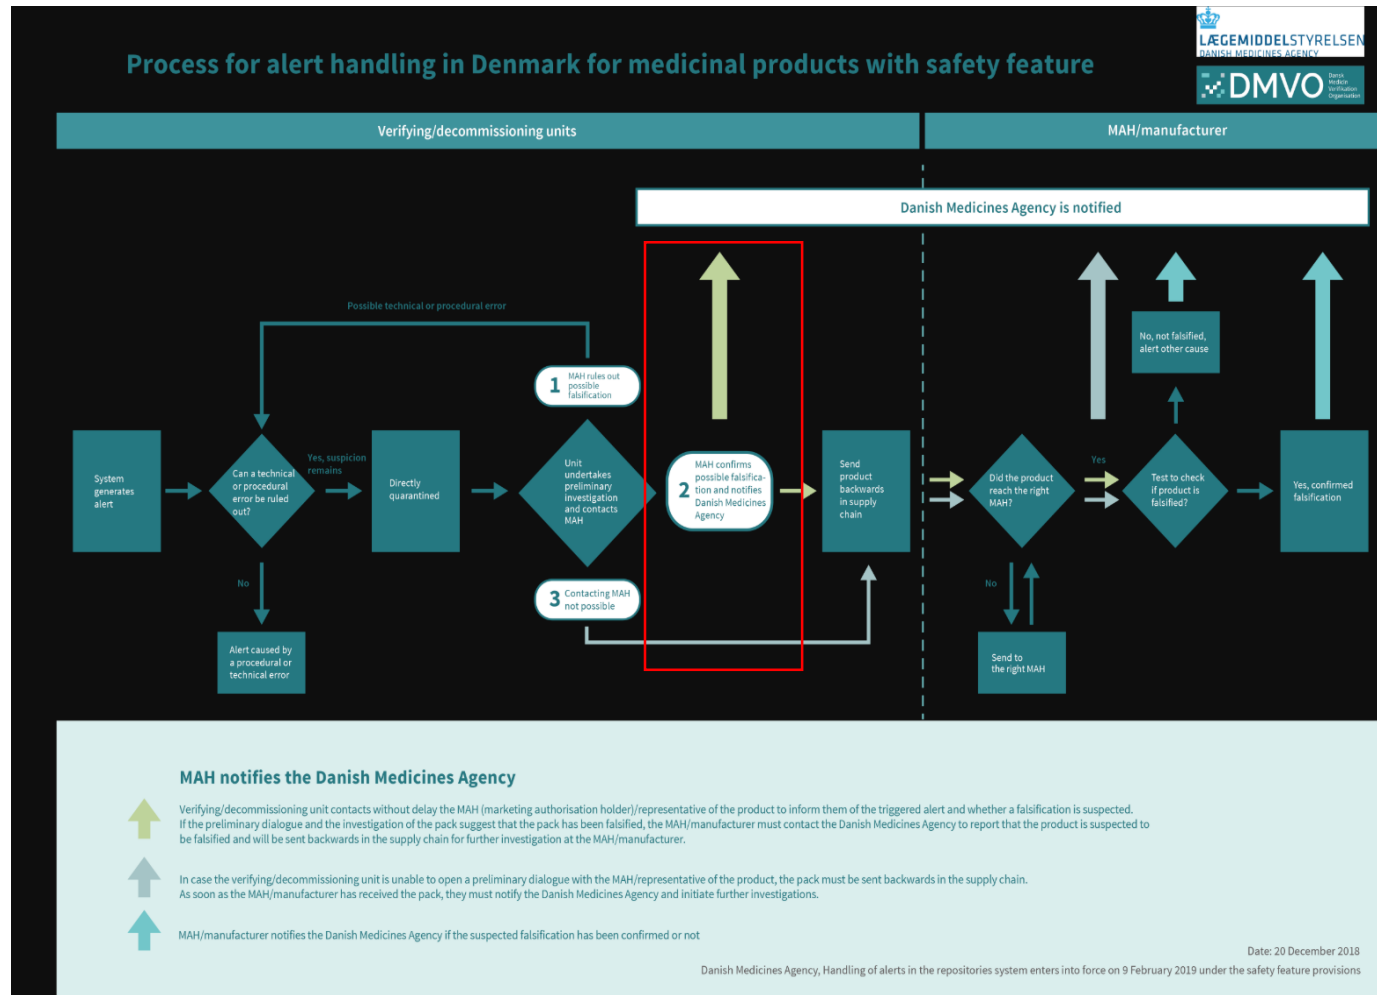 LÆGEMIDDELSTYRELSEN
DANISH MEDICINES AGENCY
Process for alert handling in Denmark for medicinal products with safety feature
DMVO
Dansk
Medicin
Verifikation
Organisation
Verifying/decommissioning units
MAH/manufacturer
Danish Medicines Agency is notified
Possible technical or procedural error
No, not falsified,
alert other cause
1
MAH rules out
possible
falsification
System
generates
alert
Can a technical
or procedural
error be ruled
out?
Yes, suspicion
remains
Directly
quarantined
Unit
undertakes
preliminary
investigation
and contacts
MAH
2
MAH confirms
possible falsifica-
tion and notifies
Danish Medicines
Agency
Send
product
backwards
in supply
chain
Did the product
reach the right
MAH?
Yes
Test to check
if product is
falsified?
Yes, confirmed
falsification
No
3
Contacting MAH
not possible
No
Alert caused by
a procedural or
technical error
Send to
the right MAH
MAH notifies the Danish Medicines Agency
Verifying/decommissioning unit contacts without delay the MAH (marketing authorisation holder)/representative of the product to inform them of the triggered alert and whether a falsification is suspected.
If the preliminary dialogue and the investigation of the pack suggest that the pack has been falsified, the MAH/manufacturer must contact the Danish Medicines Agency to report that the product is suspected to
be falsified and will be sent backwards in the supply chain for further investigation at the MAH/manufacturer.
In case the verifying/decommissioning unit is unable to open a preliminary dialogue with the MAH/representative of the product, the pack must be sent backwards in the supply chain.
As soon as the MAH/manufacturer has received the pack, they must notify the Danish Medicines Agency and initiate further investigations.
MAH/manufacturer notifies the Danish Medicines Agency if the suspected falsification has been confirmed or not
Date: 20 December 2018
Danish Medicines Agency, Handling of alerts in the repositories system enters into force on 9 February 2019 under the safety feature provisions